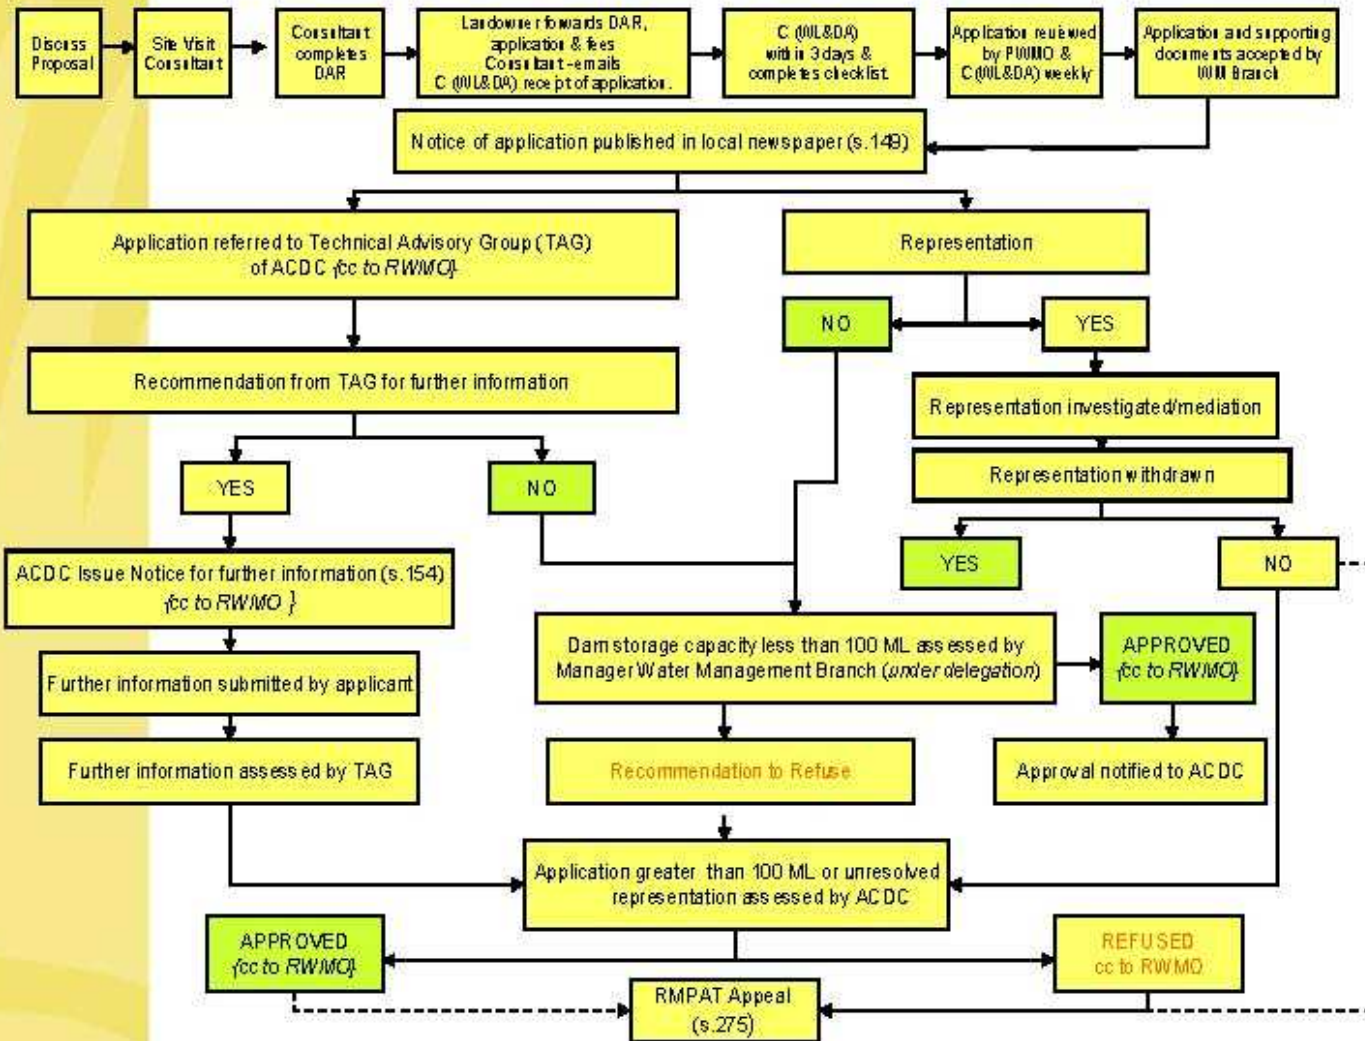 Discuss
Proposal
Site Visit
Consultant
Consultant
completes
DAR
Landowner forwards DAR,
application & fees
Consultant - emails
C (WL&DA) receipt of application.
C (WL&DA)
within 3 days &
completes checklist.
Application reviewed
by PWMO &
C(WL&DA) weekly
Application and supporting
documents accepted by
WM Branch
Notice of application published in local newspaper (s.149)
Application referred to Technical Advisory Group (TAG)
of ACDC {cc to RWMO}
Representation
NO
YES
Recommendation from TAG for further information
Representation investigated/mediation
Representation withdrawn
YES
NO
YES
NO
ACDC Issue Notice for further information (s.154)
{cc to RWMO }
Dam storage capacity less than 100 ML assessed by
Manager Water Management Branch (under delegation)
APPROVED
{cc to RWMO}
Further information submitted by applicant
Further information assessed by TAG
Recommendation to Refuse
Approval notified to ACDC
Application greater than 100 ML or unresolved
representation assessed by ACDC
APPROVED
{cc to RWMO}
REFUSED
cc to RWMO
RMPAT Appeal
(s.275)